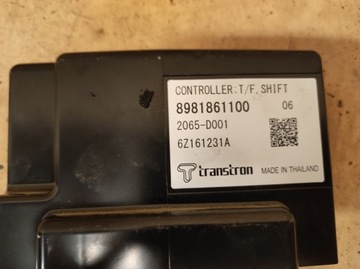 CONTROLLER;T/F,SHIFT
8981861100 06
2065-D001
6Z161231A
transtron MADE IN THAILAND